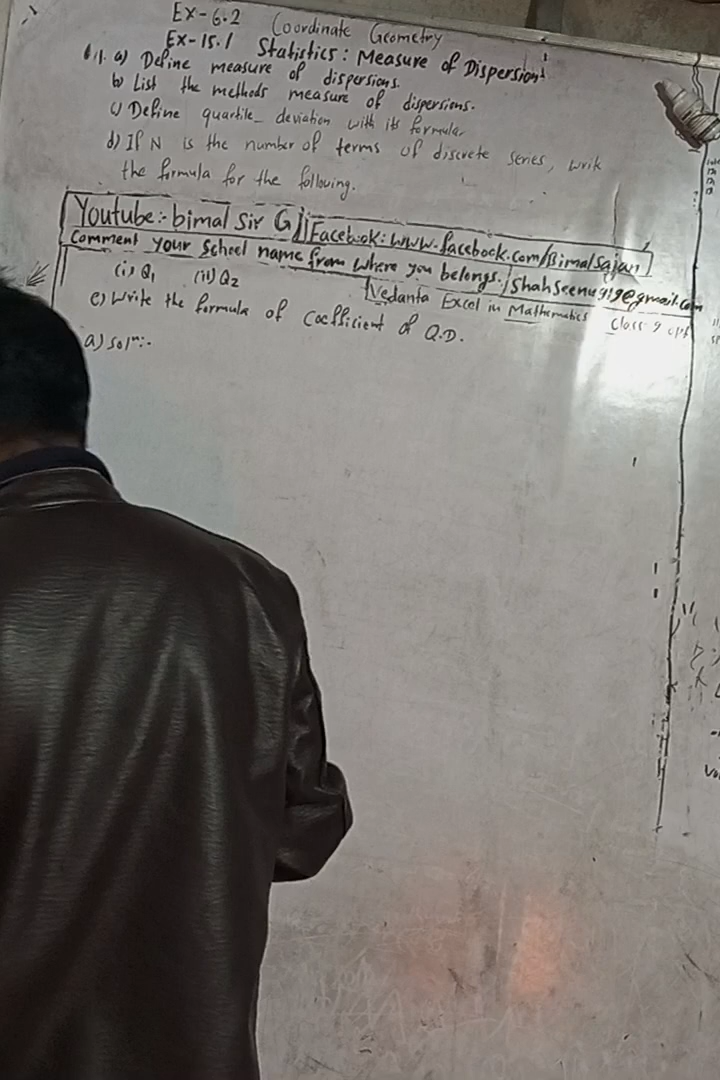 Ex-6.2 Coordinate Geometry
Ex-15.1 Statistics: Measure of Dispersion
1. a) Define measure of dispersions.
b) List the methods measure of dispersions.
c) Define quartile deviation with its formula
d) If N is the number of terms of discrete series, write
the formula for the following.
Youtube:- bimal Sir G
Facebook: www.facebook.com/Bimalsajan
Comment your School name from where you belongs.
(i) Q1 (ii) Q2
Vedanta Excel in Mathematics Class 9 opt
e) Write the formula of Coefficient of Q.D.
a) Solⁿ:-